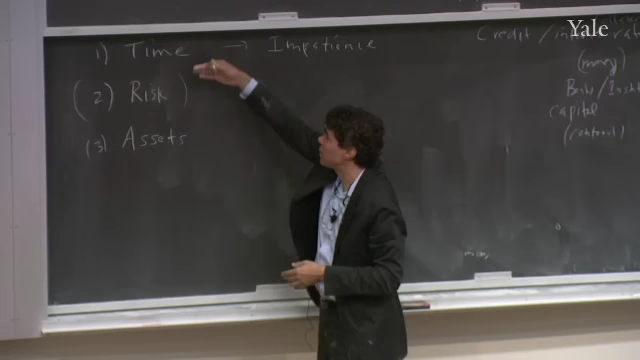 1) Time → Impatience
(2) Risk )
(3) Assets
Credit /
(money)
Banks /
capital
Yale